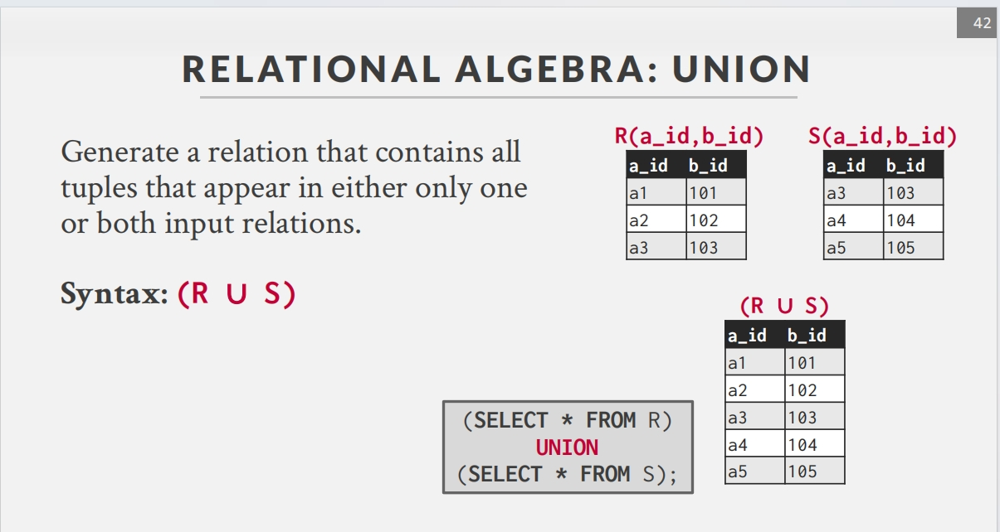 42
RELATIONAL ALGEBRA: UNION
Generate a relation that contains all
tuples that appear in either only one
or both input relations.
Syntax: (R ∪ S)
R(a_id,b_id)
a_id b_id
a1 101
a2 102
a3 103
S(a_id,b_id)
a_id b_id
a3 103
a4 104
a5 105
(R ∪ S)
a_id b_id
a1 101
a2 102
a3 103
a4 104
a5 105
(SELECT * FROM R)
UNION
(SELECT * FROM S);